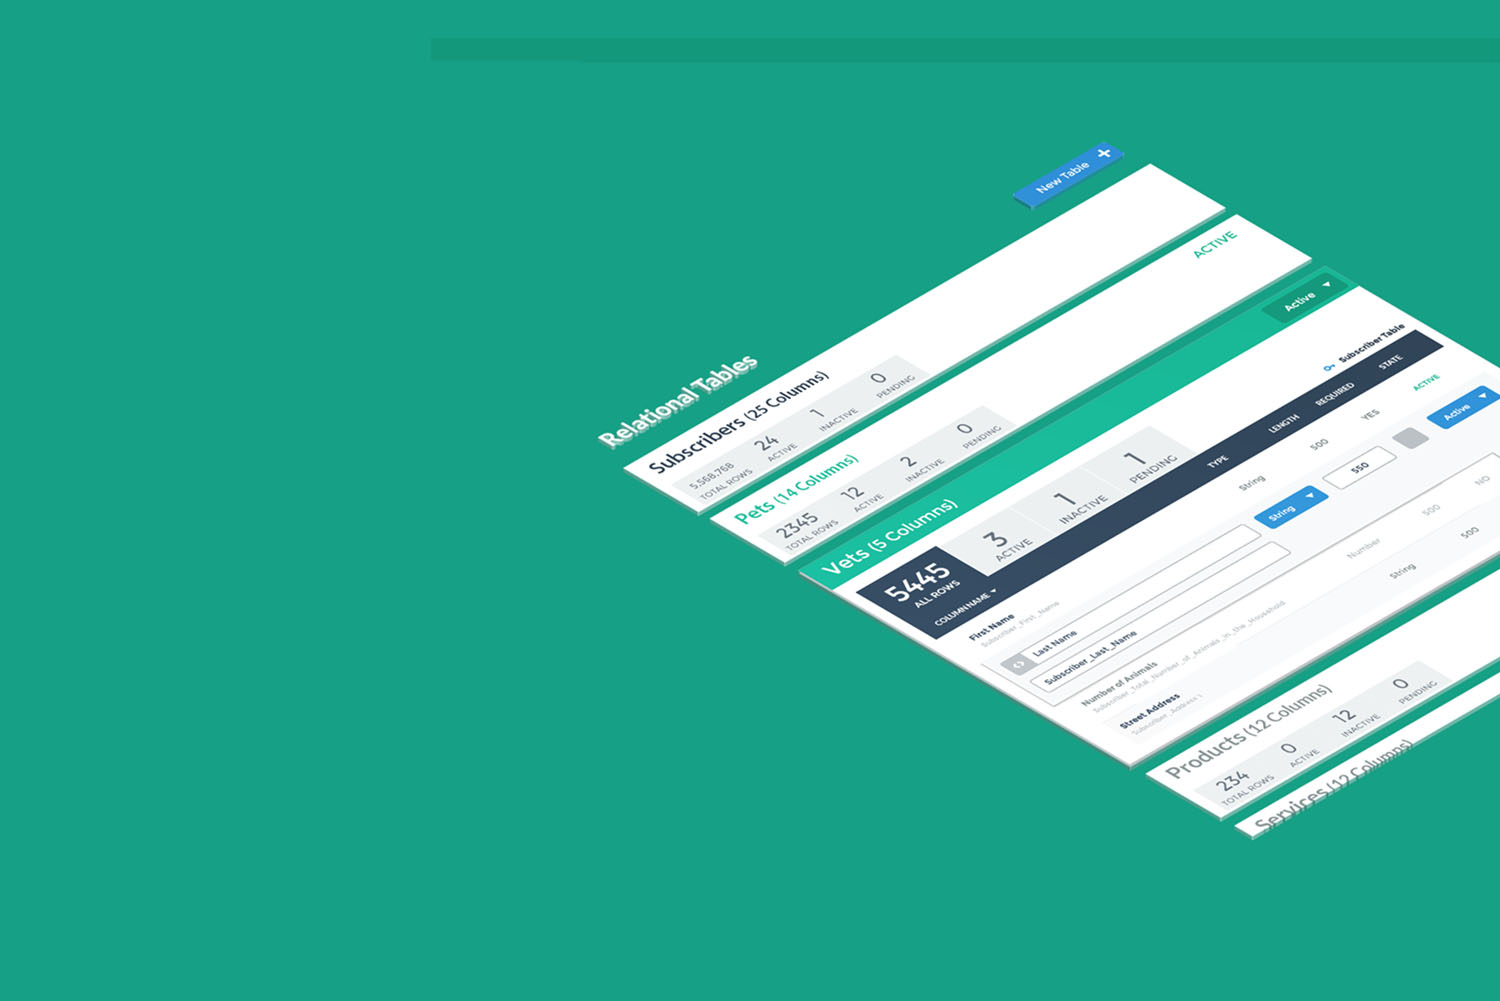 New Table
Relational Tables
Subscribers (25 Columns)
5,568,768 24 1 0
TOTAL ROWS ACTIVE INACTIVE PENDING
ACTIVE
Pets (14 Columns)
2345 12 2 0
TOTAL ROWS ACTIVE INACTIVE PENDING
Active
Vets (5 Columns)
Subscriber Table
5445 3 1 1
ALL ROWS ACTIVE INACTIVE PENDING
COLUMN NAME TYPE LENGTH REQUIRED STATE
First Name String 500 YES ACTIVE
Subscriber_First_Name
Last Name String 550 Active
Subscriber_Last_Name
Number of Animals Number 500 NO
Subscriber_Total_Number_of_Animals_in_the_Household
Street Address String 500
Subscriber_Address 1
Products (12 Columns)
234 0 12 0
TOTAL ROWS ACTIVE INACTIVE PENDING
Services (12 Columns)